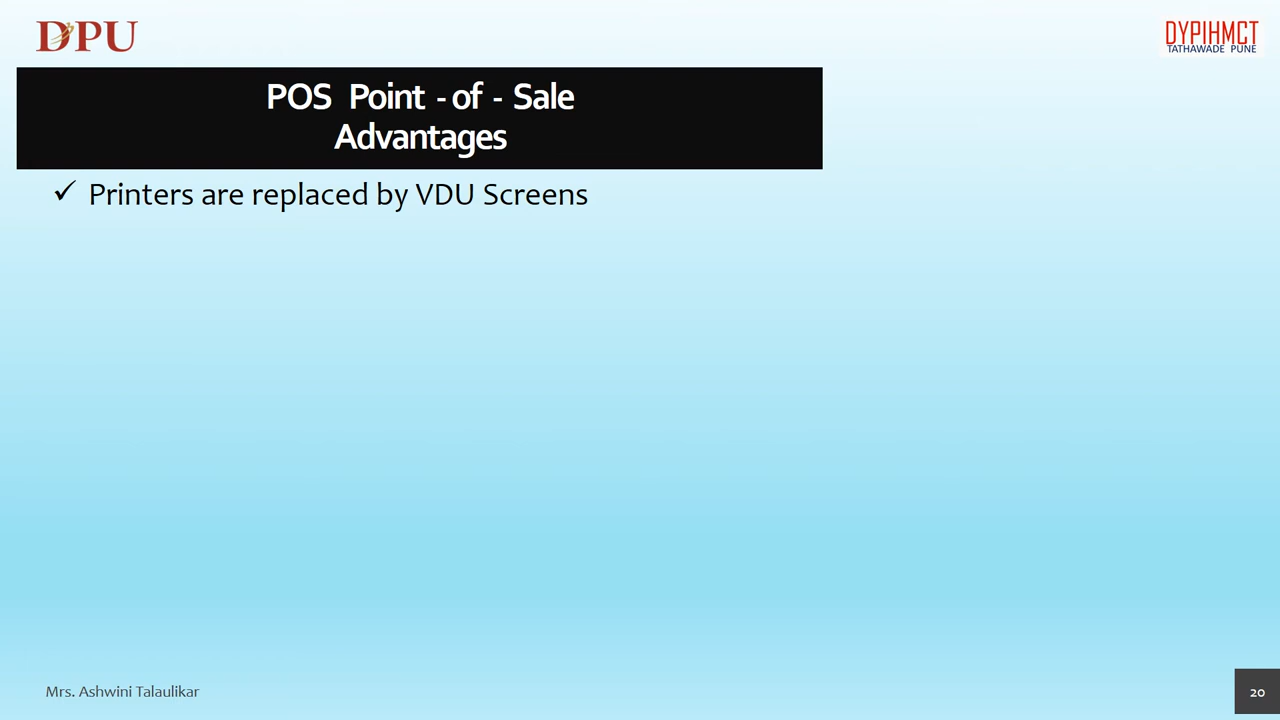 DPU
DYPIHMCT
TATHAWADE PUNE
POS Point - of - Sale
Advantages
✓ Printers are replaced by VDU Screens
Mrs. Ashwini Talaulikar
20